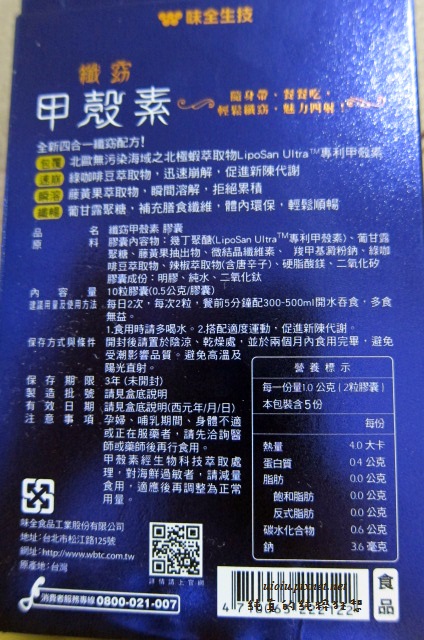 味全生技
纖窈
甲殼素
隨身帶，餐餐吃，
輕鬆纖窈，魅力四射！
全新四合一纖窈配方!
包覆 北歐無污染海域之北極蝦萃取物LipoSan Ultra™專利甲殼素
速崩 綠咖啡豆萃取物，迅速崩解，促進新陳代謝
瞬溶 藤黃果萃取物，瞬間溶解，拒絕累積
纖暢 葡甘露聚糖，補充膳食纖維，體內環保，輕鬆順暢
品名 纖窈甲殼素 膠囊
原料 膠囊內容物：幾丁聚醣(LipoSan Ultra™專利甲殼素)、葡甘露
聚糖、藤黃果抽出物、微結晶纖維素、 羧甲基澱粉鈉、綠咖
啡豆萃取物、辣椒萃取物(含唐辛子)、硬脂酸鎂、二氧化矽
膠囊成份：明膠、純水、二氧化鈦
內容量 10粒膠囊(0.5公克/膠囊)
建議用量及使用方法 每日2次，每次2粒，餐前5分鐘配300-500ml開水吞食，多食
無益。
1.食用時請多喝水。2.搭配適度運動，促進新陳代謝。
保存方式與條件 開封後請置於陰涼、乾燥處，並於兩個月內食用完畢，避免
受潮影響品質。避免高溫及
陽光直射。
保存期限 3年 (未開封)
製造批號 請見盒底說明
有效日期 請見盒底說明(西元年/月/日)
注意事項 孕婦、哺乳期間、身體不適
或正在服藥者，請先洽詢醫
師或藥師後再行食用。
甲殼素經生物科技萃取處
理，對海鮮過敏者，請減量
食用，適應後再調整為正常
用量。
營養標示
每一份量1.0 公克 ( 2粒膠囊 )
本包裝含5份
每份
熱量 4.0 大卡
蛋白質 0.4 公克
脂肪 0.0 公克
飽和脂肪 0.0 公克
反式脂肪 0.0 公克
碳水化合物 0.6 公克
鈉 3.6 毫克
味全食品工業股份有限公司
地址：台北市松江路125號
網址：http://www.wbtc.com.tw
原產地：台灣
詳情請上官網
消費者服務專線 0800-021-007
食品